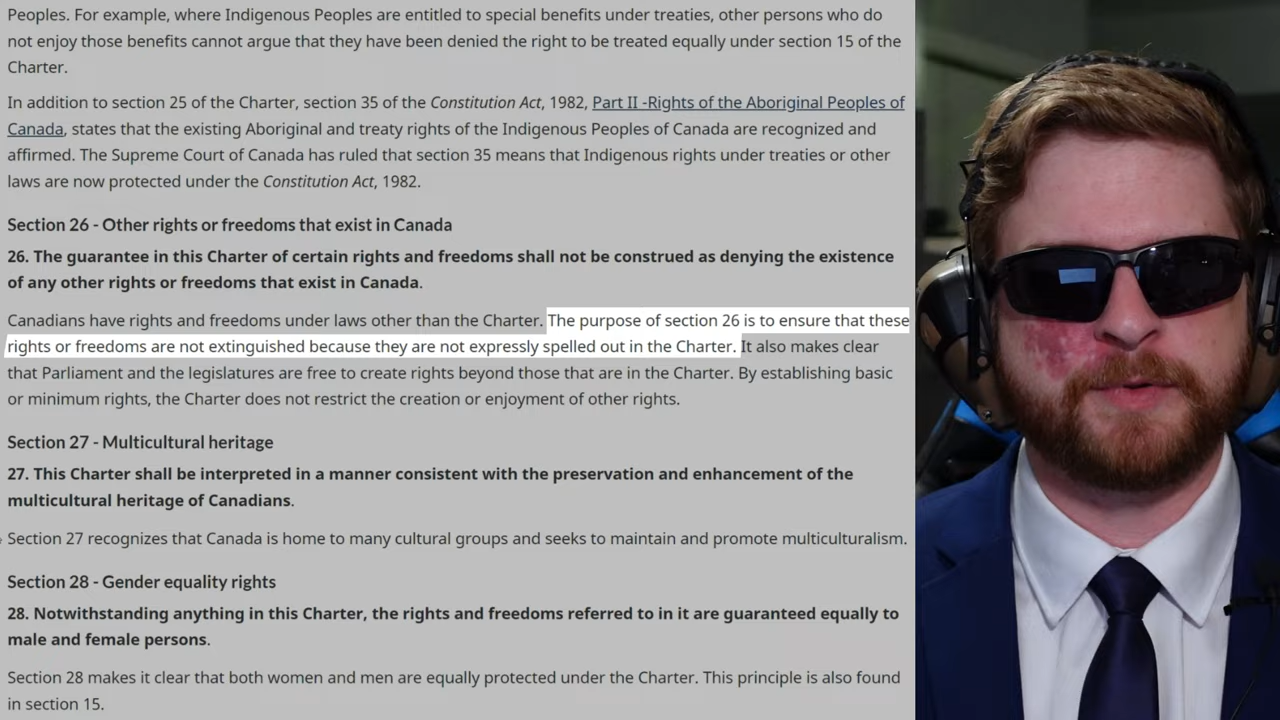 Peoples. For example, where Indigenous Peoples are entitled to special benefits under treaties, other persons who do
not enjoy those benefits cannot argue that they have been denied the right to be treated equally under section 15 of the
Charter.
In addition to section 25 of the Charter, section 35 of the Constitution Act, 1982, Part II -Rights of the Aboriginal Peoples of
Canada, states that the existing Aboriginal and treaty rights of the Indigenous Peoples of Canada are recognized and
affirmed. The Supreme Court of Canada has ruled that section 35 means that Indigenous rights under treaties or other
laws are now protected under the Constitution Act, 1982.
Section 26 - Other rights or freedoms that exist in Canada
26. The guarantee in this Charter of certain rights and freedoms shall not be construed as denying the existence
of any other rights or freedoms that exist in Canada.
Canadians have rights and freedoms under laws other than the Charter. The purpose of section 26 is to ensure that these
rights or freedoms are not extinguished because they are not expressly spelled out in the Charter. It also makes clear
that Parliament and the legislatures are free to create rights beyond those that are in the Charter. By establishing basic
or minimum rights, the Charter does not restrict the creation or enjoyment of other rights.
Section 27 - Multicultural heritage
27. This Charter shall be interpreted in a manner consistent with the preservation and enhancement of the
multicultural heritage of Canadians.
Section 27 recognizes that Canada is home to many cultural groups and seeks to maintain and promote multiculturalism.
Section 28 - Gender equality rights
28. Notwithstanding anything in this Charter, the rights and freedoms referred to in it are guaranteed equally to
male and female persons.
Section 28 makes it clear that both women and men are equally protected under the Charter. This principle is also found
in section 15.